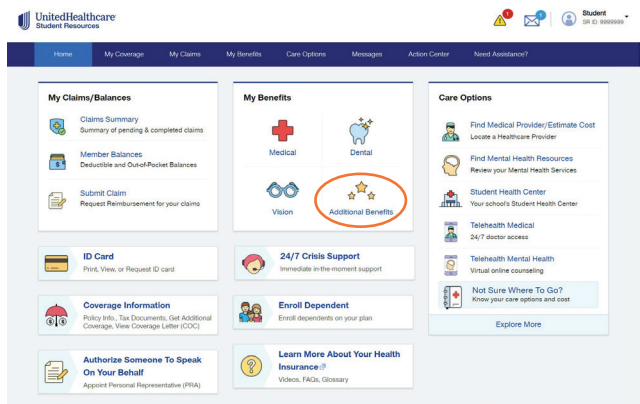 UnitedHealthcare
Student Resources
1
1
Student
SR ID: 9999999
Home
My Coverage
My Claims
My Benefits
Care Options
Messages
Action Center
Need Assistance?
My Claims/Balances
Claims Summary
Summary of pending & completed claims
Member Balances
Deductible and Out-of-Pocket Balances
Submit Claim
Request Reimbursement for your claims
ID Card
Print, View, or Request ID card
Coverage Information
Policy Info., Tax Documents, Get Additional
Coverage, View Coverage Letter (COC)
Authorize Someone To Speak
On Your Behalf
Appoint Personal Representative (PRA)
My Benefits
Medical
Dental
Vision
Additional Benefits
24/7 Crisis Support
Immediate in-the-moment support
Enroll Dependent
Enroll dependents on your plan
Learn More About Your Health
Insurance
Videos, FAQs, Glossary
Care Options
Find Medical Provider/Estimate Cost
Locate a Healthcare Provider
Find Mental Health Resources
Review your Mental Health Services
Student Health Center
Your school's Student Health Center
Telehealth Medical
24/7 doctor access
Telehealth Mental Health
Virtual online counseling
Not Sure Where To Go?
Know your care options and cost
Explore More